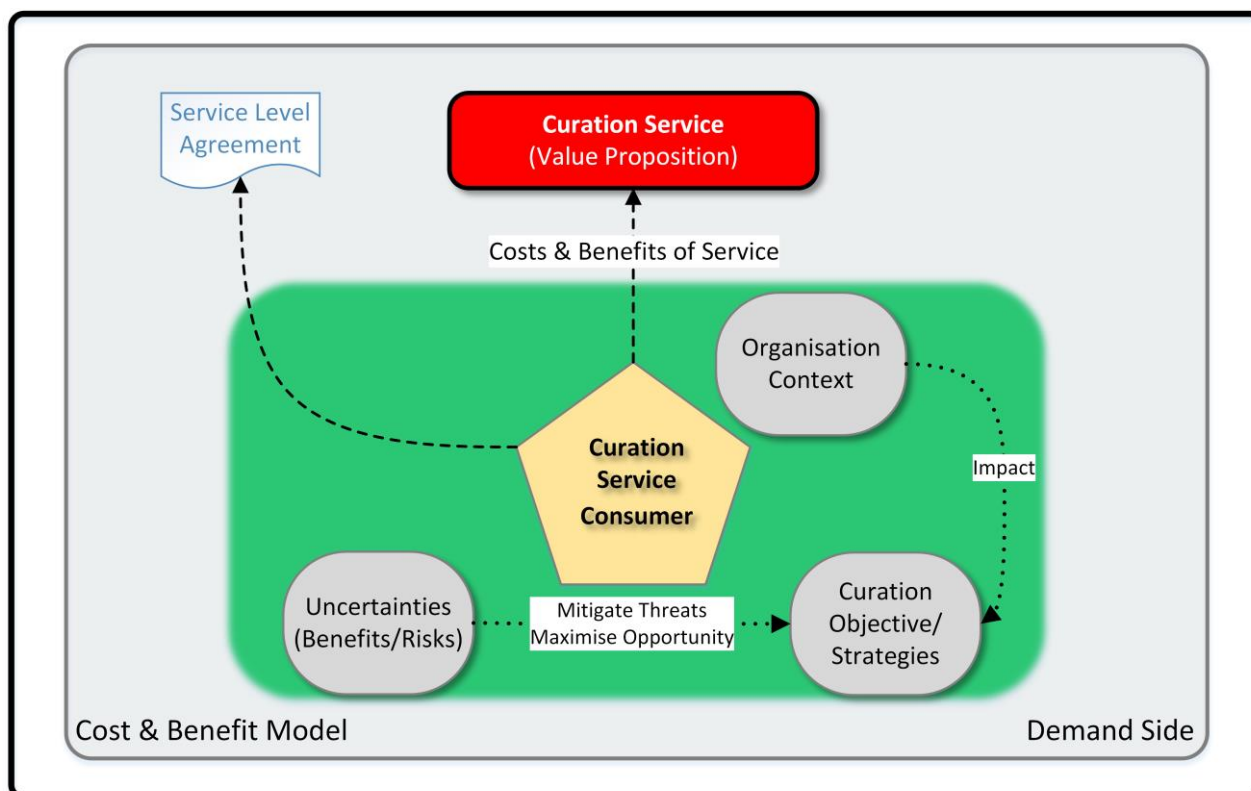 Service Level
Agreement
Curation Service
(Value Proposition)
Costs & Benefits of Service
Organisation
Context
Impact
Curation
Service
Consumer
Uncertainties
(Benefits/Risks)
Mitigate Threats
Maximise Opportunity
Curation
Objective/
Strategies
Cost & Benefit Model
Demand Side